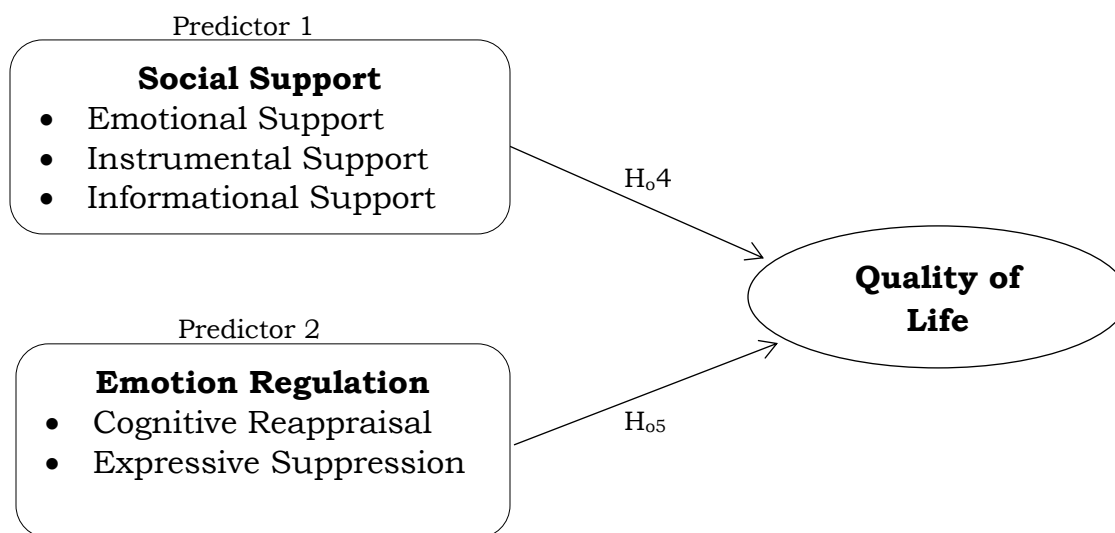 Predictor 1
Social Support
• Emotional Support
• Instrumental Support
• Informational Support
Hₒ4
Quality of
Life
Predictor 2
Emotion Regulation
• Cognitive Reappraisal
• Expressive Suppression
Hₒ₅